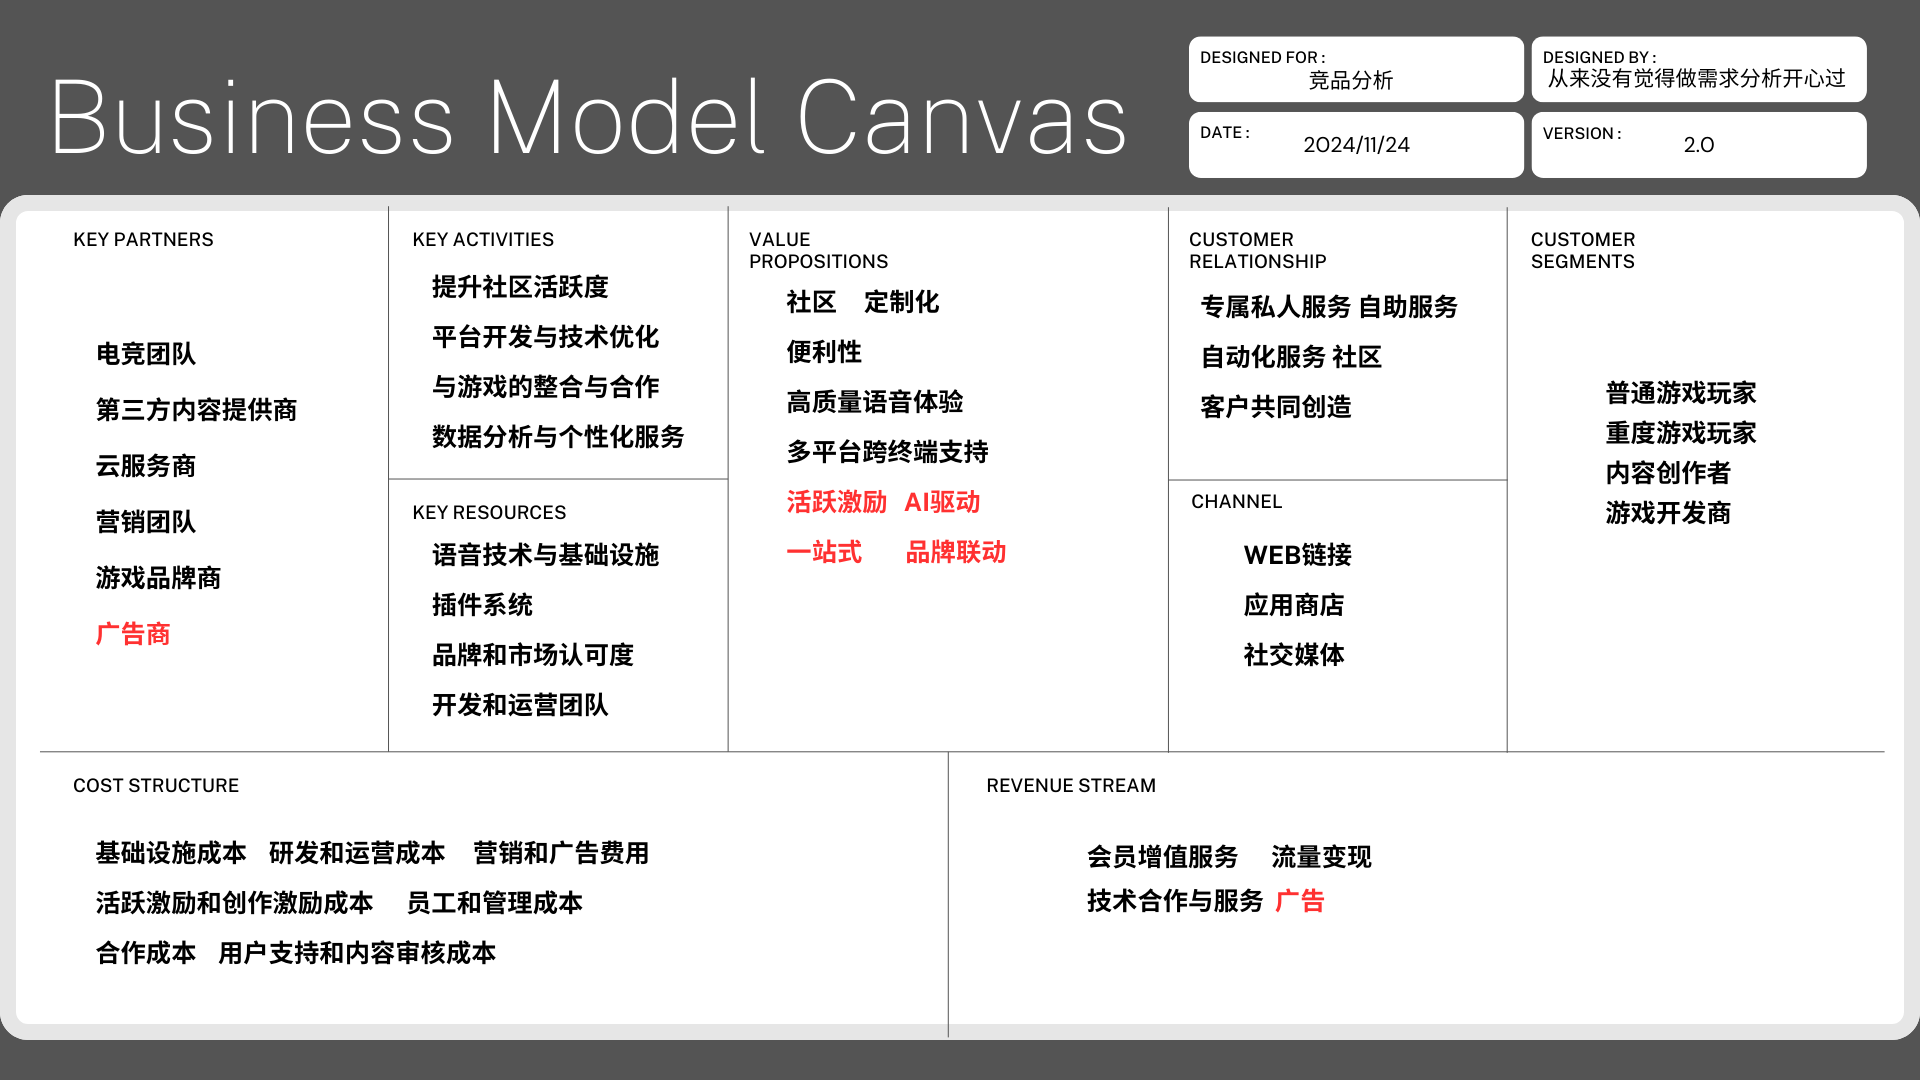 Business Model Canvas
DESIGNED FOR :
竞品分析
DESIGNED BY :
从来没有觉得做需求分析开心过
DATE :
2024/11/24
VERSION :
2.0
KEY PARTNERS
电竞团队
第三方内容提供商
云服务商
营销团队
游戏品牌商
广告商
KEY ACTIVITIES
提升社区活跃度
平台开发与技术优化
与游戏的整合与合作
数据分析与个性化服务
KEY RESOURCES
语音技术与基础设施
插件系统
品牌和市场认可度
开发和运营团队
VALUE
PROPOSITIONS
社区 定制化
便利性
高质量语音体验
多平台跨终端支持
活跃激励 AI驱动
一站式 品牌联动
CUSTOMER
RELATIONSHIP
专属私人服务 自助服务
自动化服务 社区
客户共同创造
CHANNEL
WEB链接
应用商店
社交媒体
CUSTOMER
SEGMENTS
普通游戏玩家
重度游戏玩家
内容创作者
游戏开发商
COST STRUCTURE
基础设施成本 研发和运营成本 营销和广告费用
活跃激励和创作激励成本 员工和管理成本
合作成本 用户支持和内容审核成本
REVENUE STREAM
会员增值服务 流量变现
技术合作与服务 广告